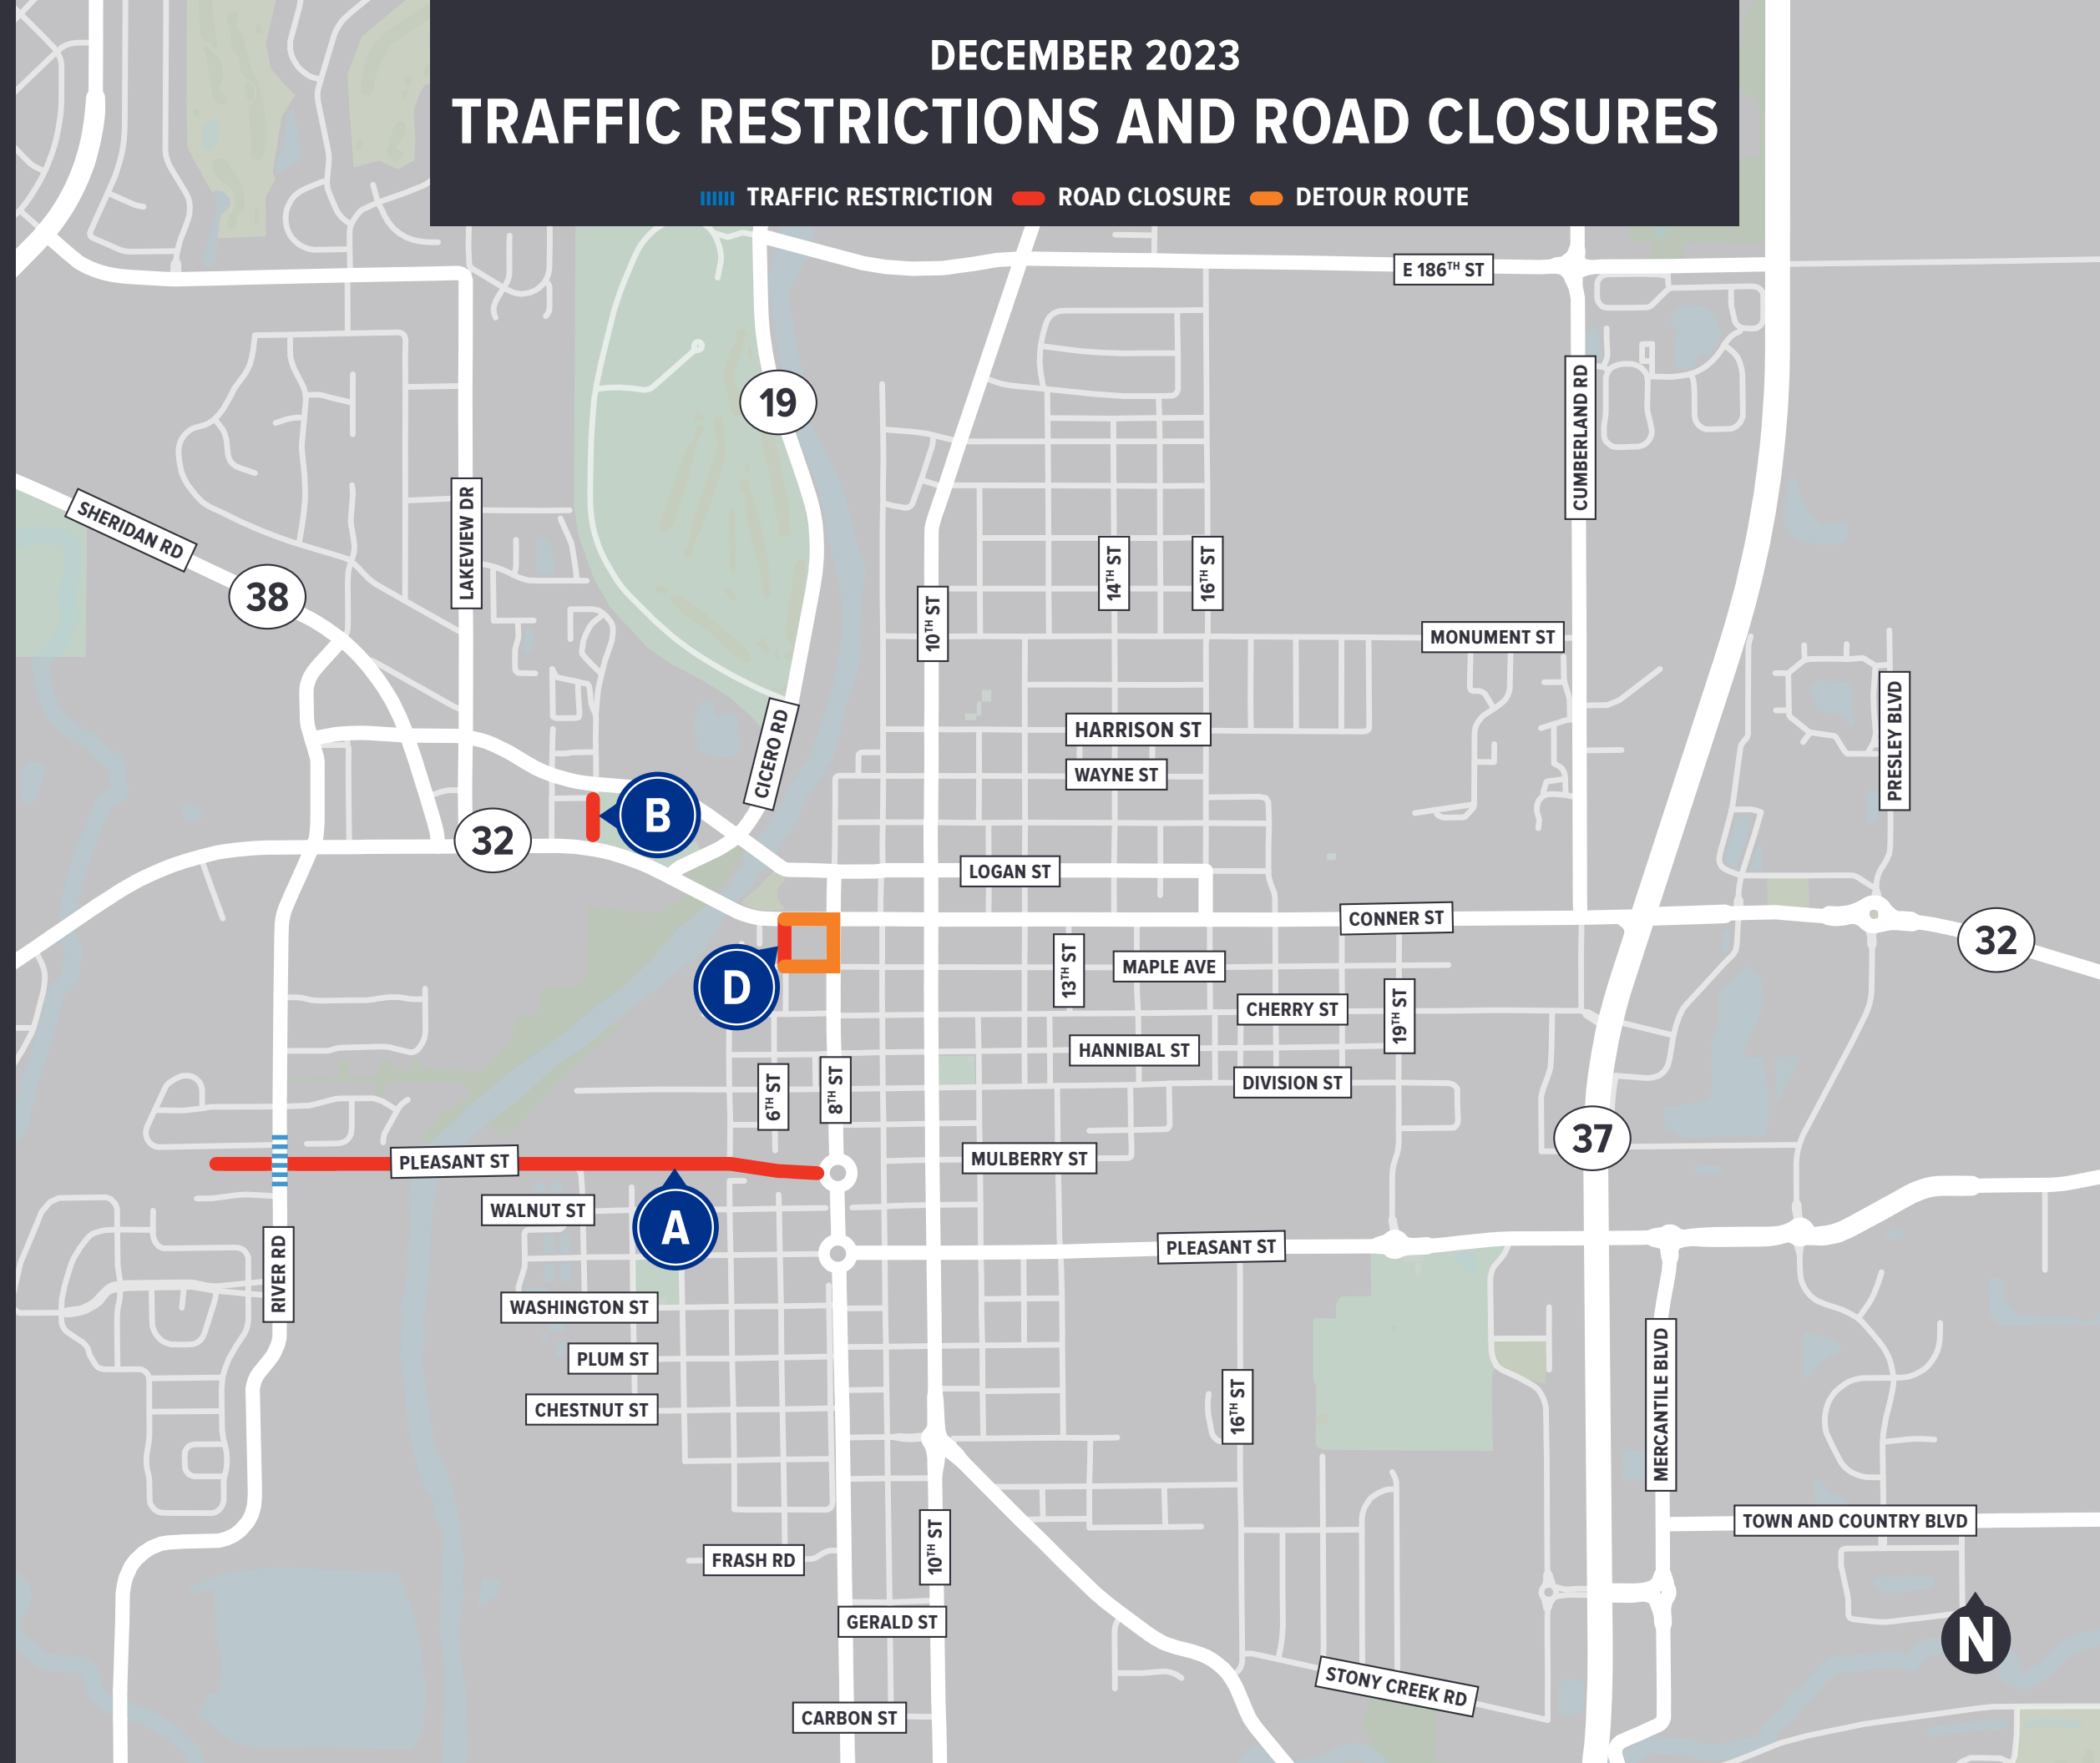 DECEMBER 2023
TRAFFIC RESTRICTIONS AND ROAD CLOSURES
TRAFFIC RESTRICTION ROAD CLOSURE DETOUR ROUTE
E 186TH ST
19
CUMBERLAND RD
SHERIDAN RD
LAKEVIEW DR
38
14TH ST
16TH ST
10TH ST
MONUMENT ST
PRESLEY BLVD
HARRISON ST
CICERO RD
WAYNE ST
B
32
LOGAN ST
CONNER ST
32
13TH ST
MAPLE AVE
D
CHERRY ST
19TH ST
HANNIBAL ST
DIVISION ST
6TH ST
8TH ST
37
PLEASANT ST
MULBERRY ST
WALNUT ST
A
PLEASANT ST
RIVER RD
WASHINGTON ST
PLUM ST
MERCANTILE BLVD
CHESTNUT ST
16TH ST
TOWN AND COUNTRY BLVD
10TH ST
FRASH RD
GERALD ST
N
STONY CREEK RD
CARBON ST